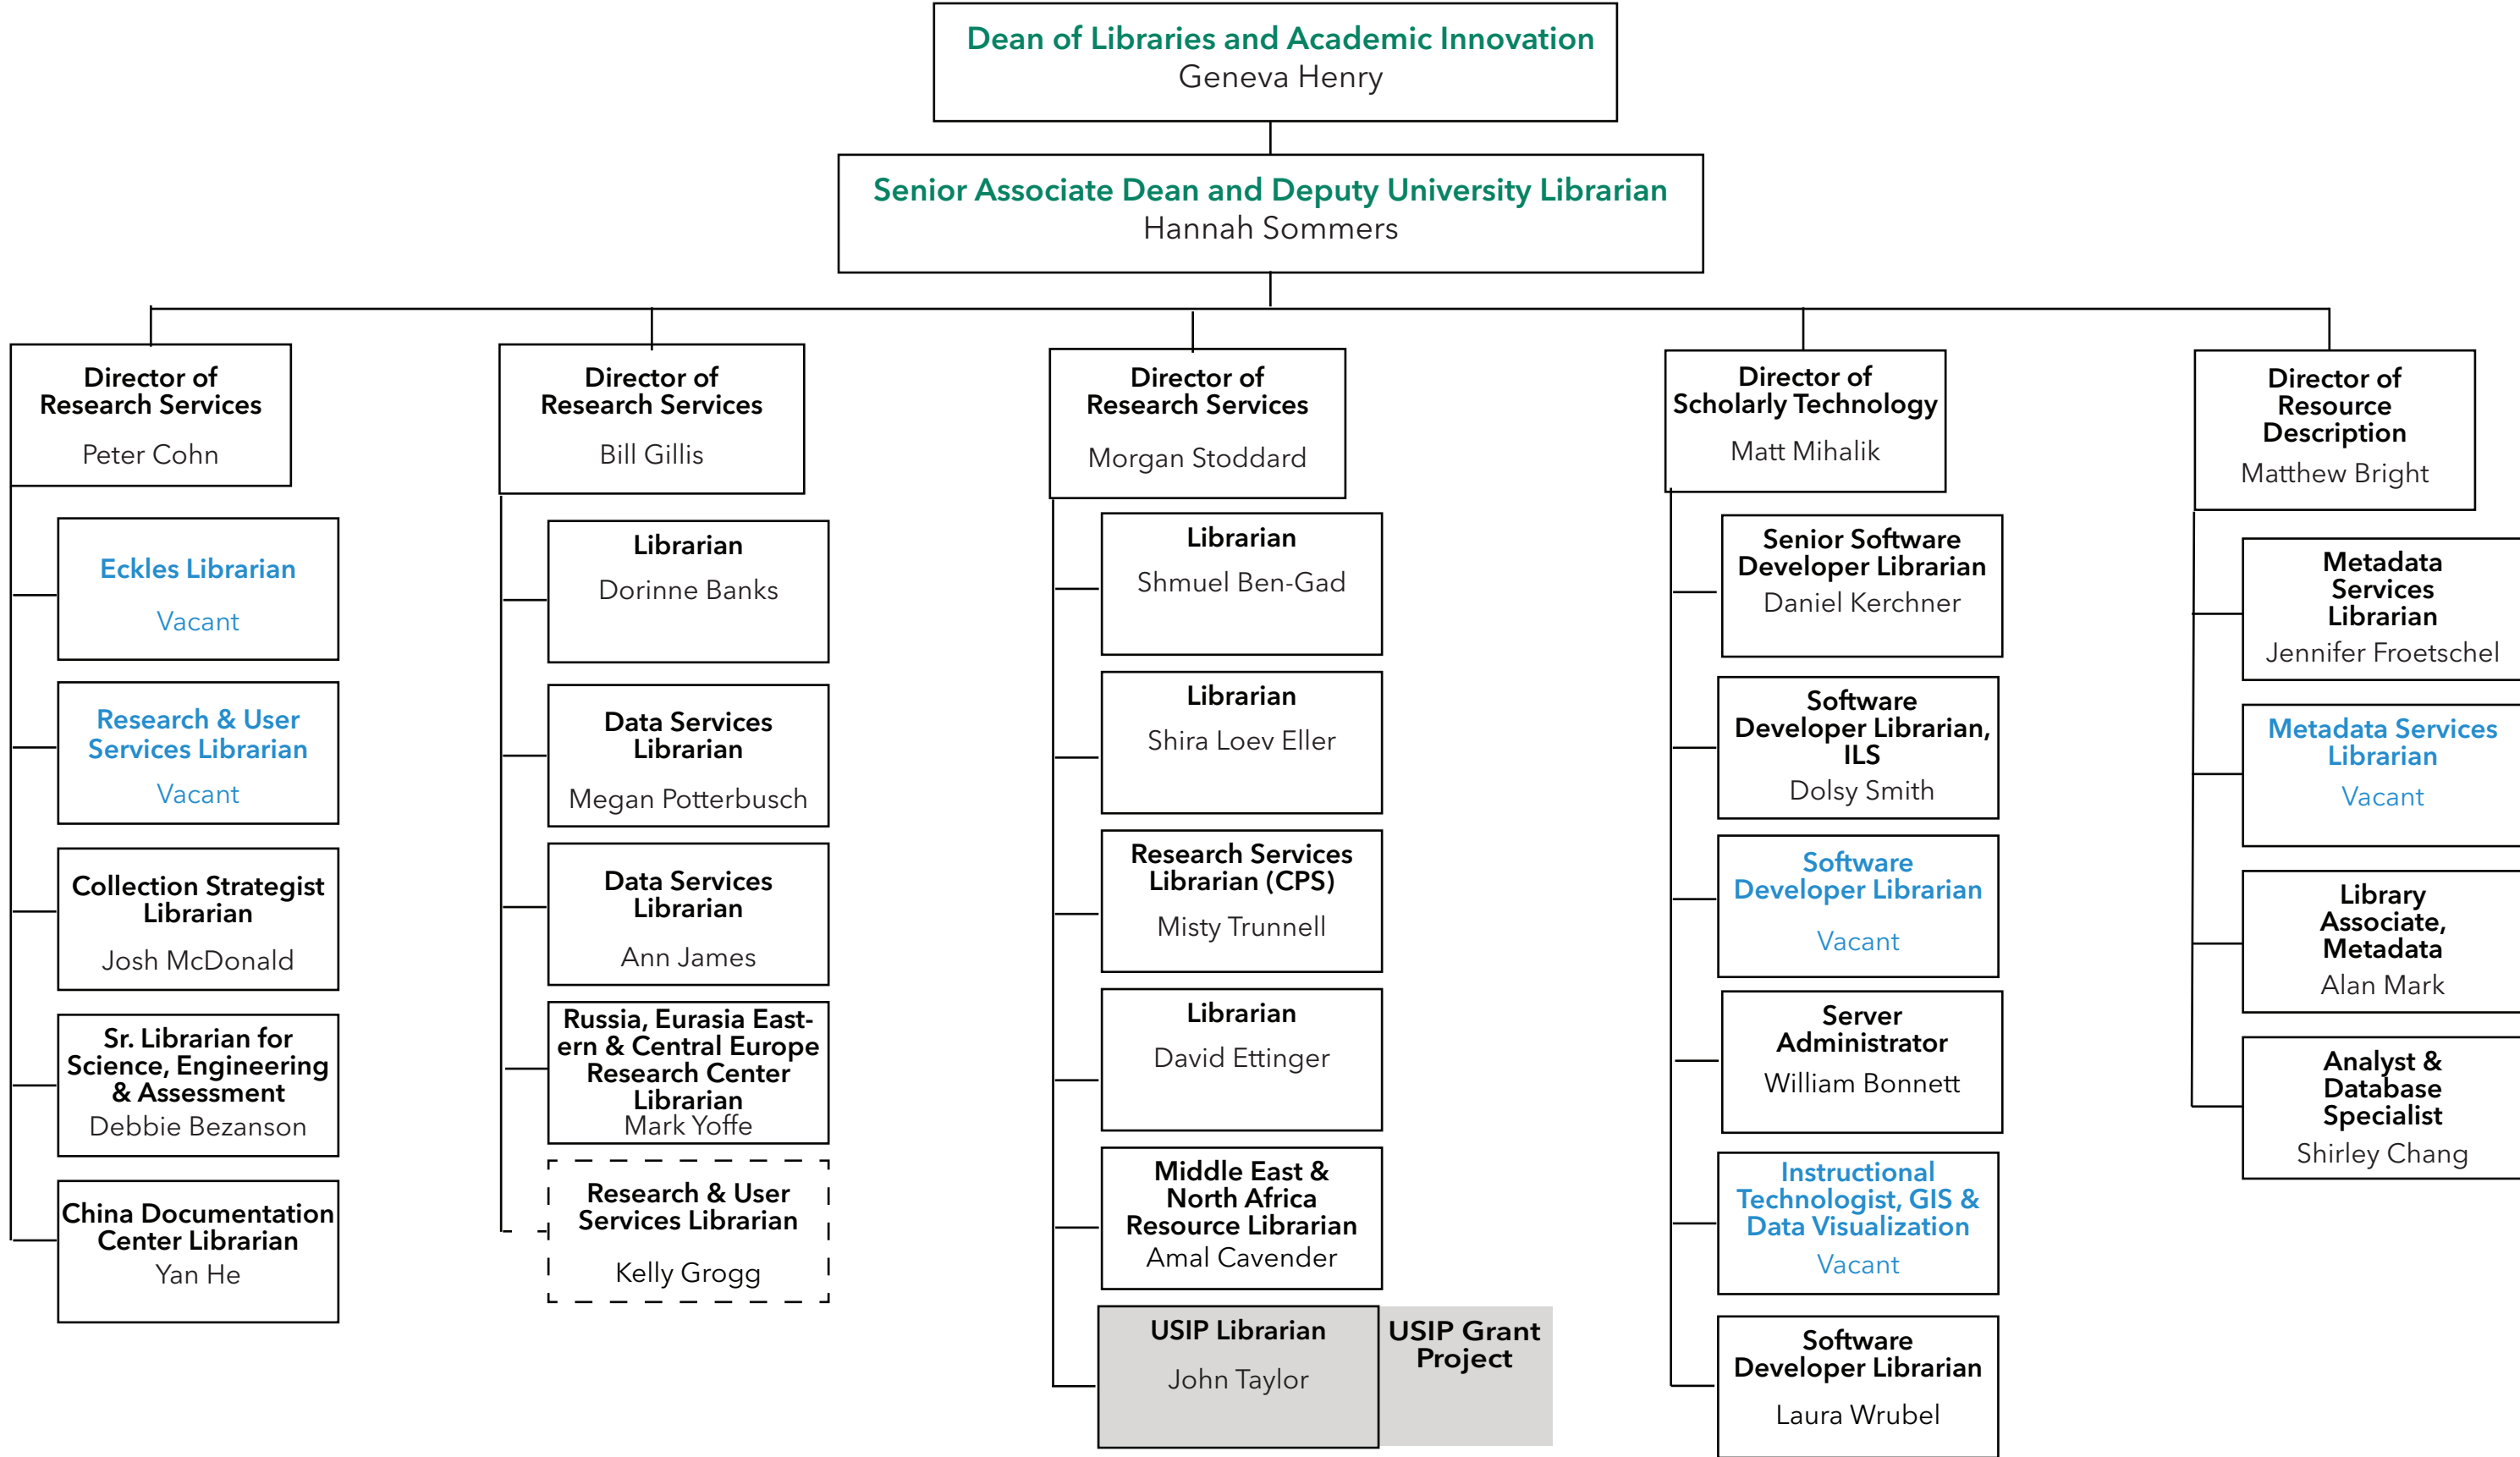 Dean of Libraries and Academic Innovation
Geneva Henry
Senior Associate Dean and Deputy University Librarian
Hannah Sommers
Director of
Research Services
Peter Cohn
Eckles Librarian
Vacant
Research & User
Services Librarian
Vacant
Collection Strategist
Librarian
Josh McDonald
Sr. Librarian for
Science, Engineering
& Assessment
Debbie Bezanson
China Documentation
Center Librarian
Yan He
Director of
Research Services
Bill Gillis
Librarian
Dorinne Banks
Data Services
Librarian
Megan Potterbusch
Data Services
Librarian
Ann James
Russia, Eurasia East-
ern & Central Europe
Research Center
Librarian
Mark Yoffe
Research & User
Services Librarian
Kelly Grogg
Director of
Research Services
Morgan Stoddard
Librarian
Shmuel Ben-Gad
Librarian
Shira Loev Eller
Research Services
Librarian (CPS)
Misty Trunnell
Librarian
David Ettinger
Middle East &
North Africa
Resource Librarian
Amal Cavender
USIP Librarian
John Taylor
USIP Grant
Project
Director of
Scholarly Technology
Matt Mihalik
Senior Software
Developer Librarian
Daniel Kerchner
Software
Developer Librarian,
ILS
Dolsy Smith
Software
Developer Librarian
Vacant
Server
Administrator
William Bonnett
Instructional
Technologist, GIS &
Data Visualization
Vacant
Software
Developer Librarian
Laura Wrubel
Director of
Resource
Description
Matthew Bright
Metadata
Services
Librarian
Jennifer Froetschel
Metadata Services
Librarian
Vacant
Library
Associate,
Metadata
Alan Mark
Analyst &
Database
Specialist
Shirley Chang